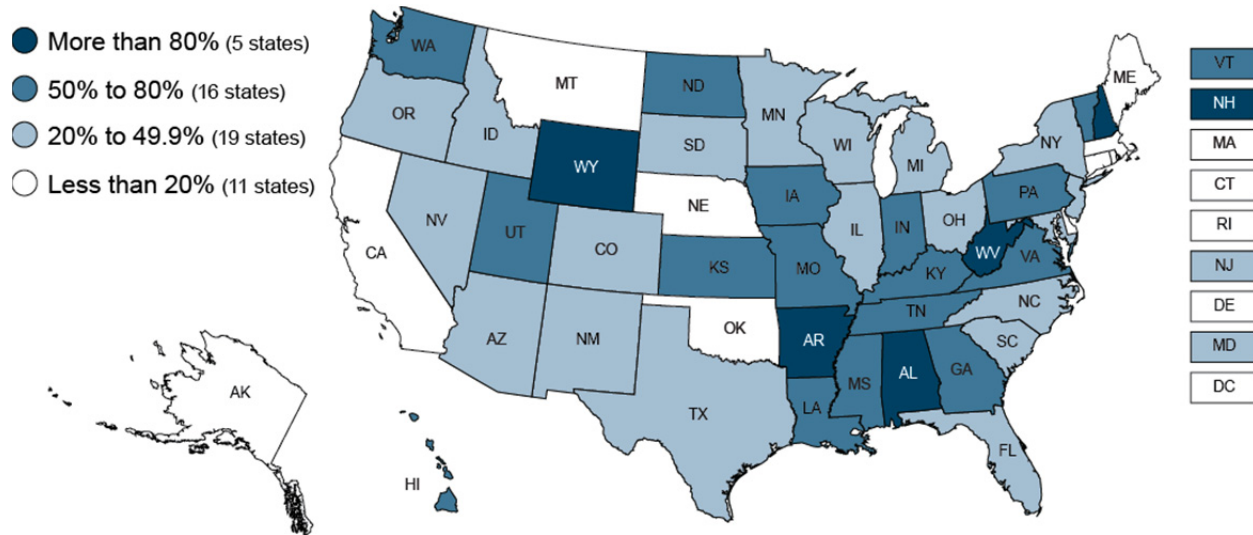 More than 80% (5 states)
50% to 80% (16 states)
20% to 49.9% (19 states)
Less than 20% (11 states)
WA
MT
ND
MN
ME
OR
ID
SD
WI
MI
NY
WY
NE
IA
PA
NV
UT
CO
IL
IN
OH
CA
KS
MO
KY
WV
VA
AZ
NM
OK
AR
TN
NC
SC
TX
LA
MS
AL
GA
FL
AK
HI
VT
NH
MA
CT
RI
NJ
DE
MD
DC